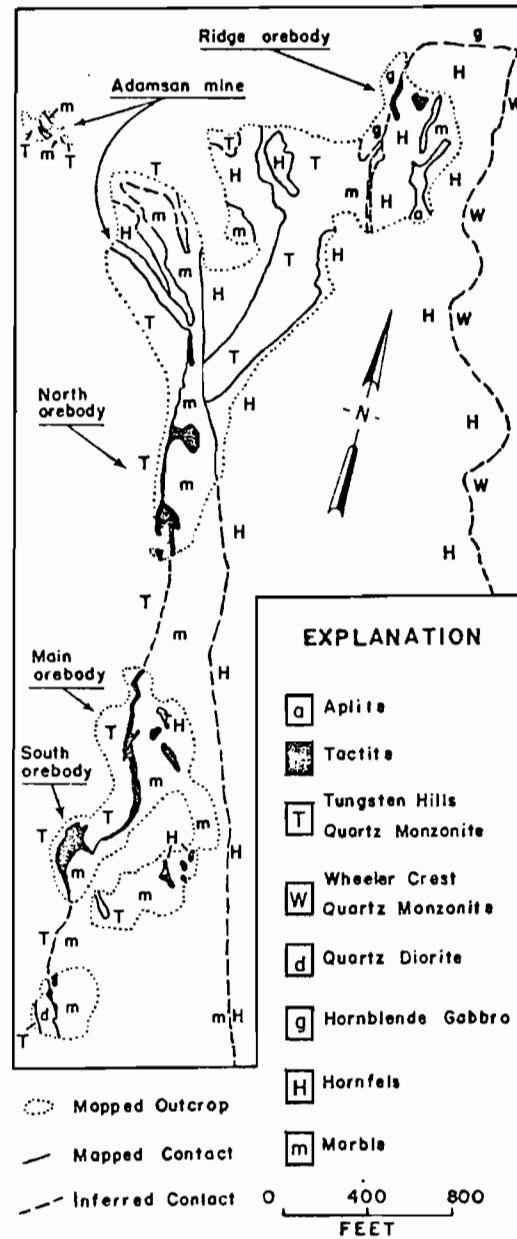 g
Ridge orebody
g
H
Adamsan mine
m
T
m
T
T
H
H
T
m
g
H
m
H
a
W
T
m
H
m
m
H
T
H
T
T
H
W
North orebody
m
H
N
T
m
H
W
H
T
m
H
Main orebody
T
H
m
South orebody
T
m
H
m
H
T
m
T
m
d
m
T
m
H
EXPLANATION
a Aplite
Tactite
T Tungsten Hills
Quartz Monzonite
W Wheeler Crest
Quartz Monzonite
d Quartz Diorite
g Hornblende Gabbro
H Hornfels
m Marble
Mapped Outcrop
Mapped Contact
Inferred Contact
0 400 800
FEET